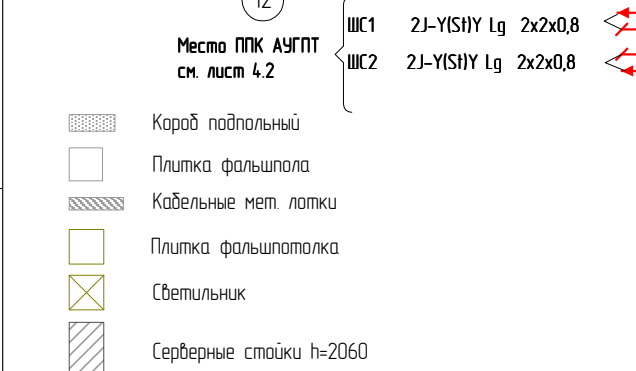 12
ШС1 2J-Y(St)Y Lg 2x2x0,8
Место ППК АУГПТ
см. лист 4.2
ШС2 2J-Y(St)Y Lg 2x2x0,8
Короб подпольный
Плитка фальшпола
Кабельные мет. лотки
Плитка фальшпотолка
Светильник
Серверные стойки h=2060